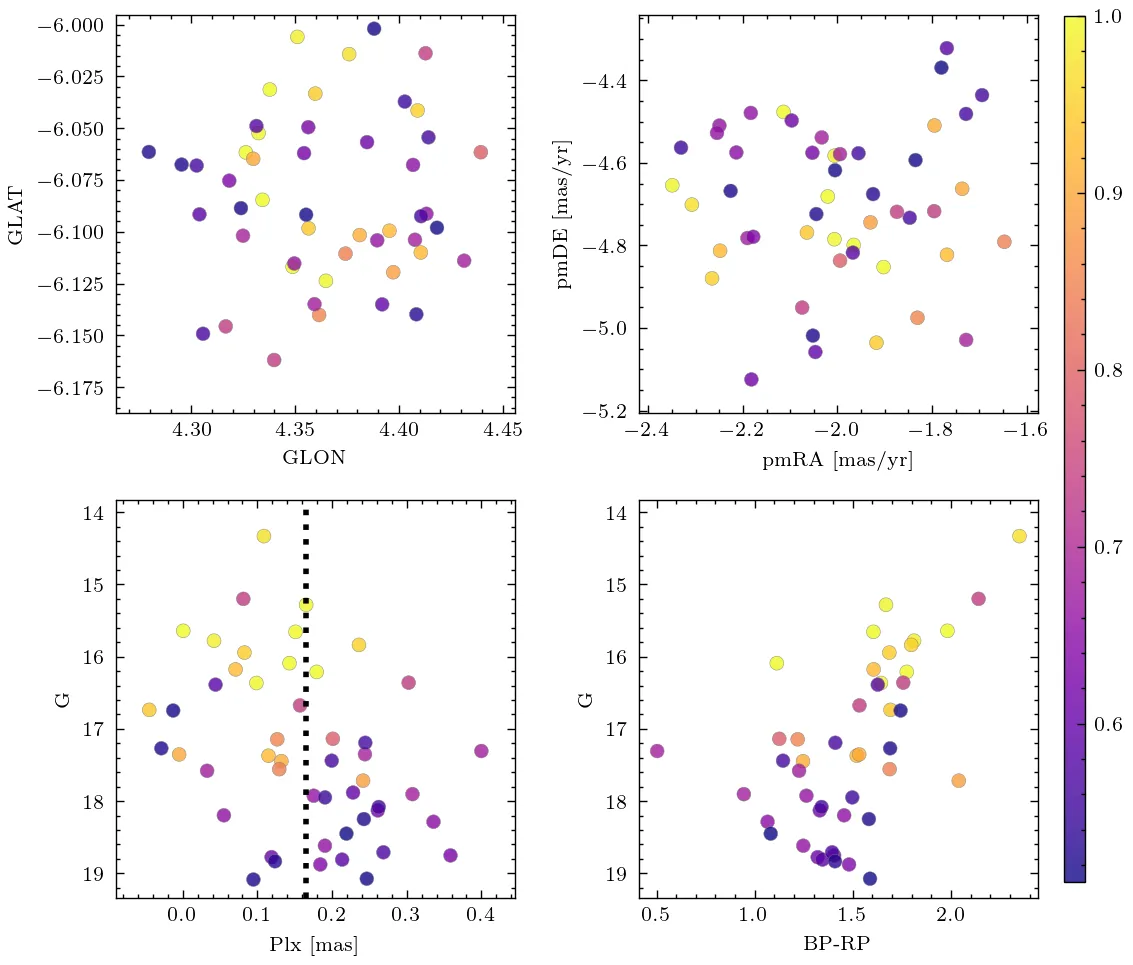 −6.000
−6.025
−6.050
−6.075
−6.100
−6.125
−6.150
−6.175
GLAT
4.30 4.35 4.40 4.45
GLON
−4.4
−4.6
−4.8
−5.0
−5.2
pmDE [mas/yr]
−2.4 −2.2 −2.0 −1.8 −1.6
pmRA [mas/yr]
14
15
16
17
18
19
G
0.0 0.1 0.2 0.3 0.4
Plx [mas]
14
15
16
17
18
19
G
0.5 1.0 1.5 2.0
BP-RP
1.0
0.9
0.8
0.7
0.6